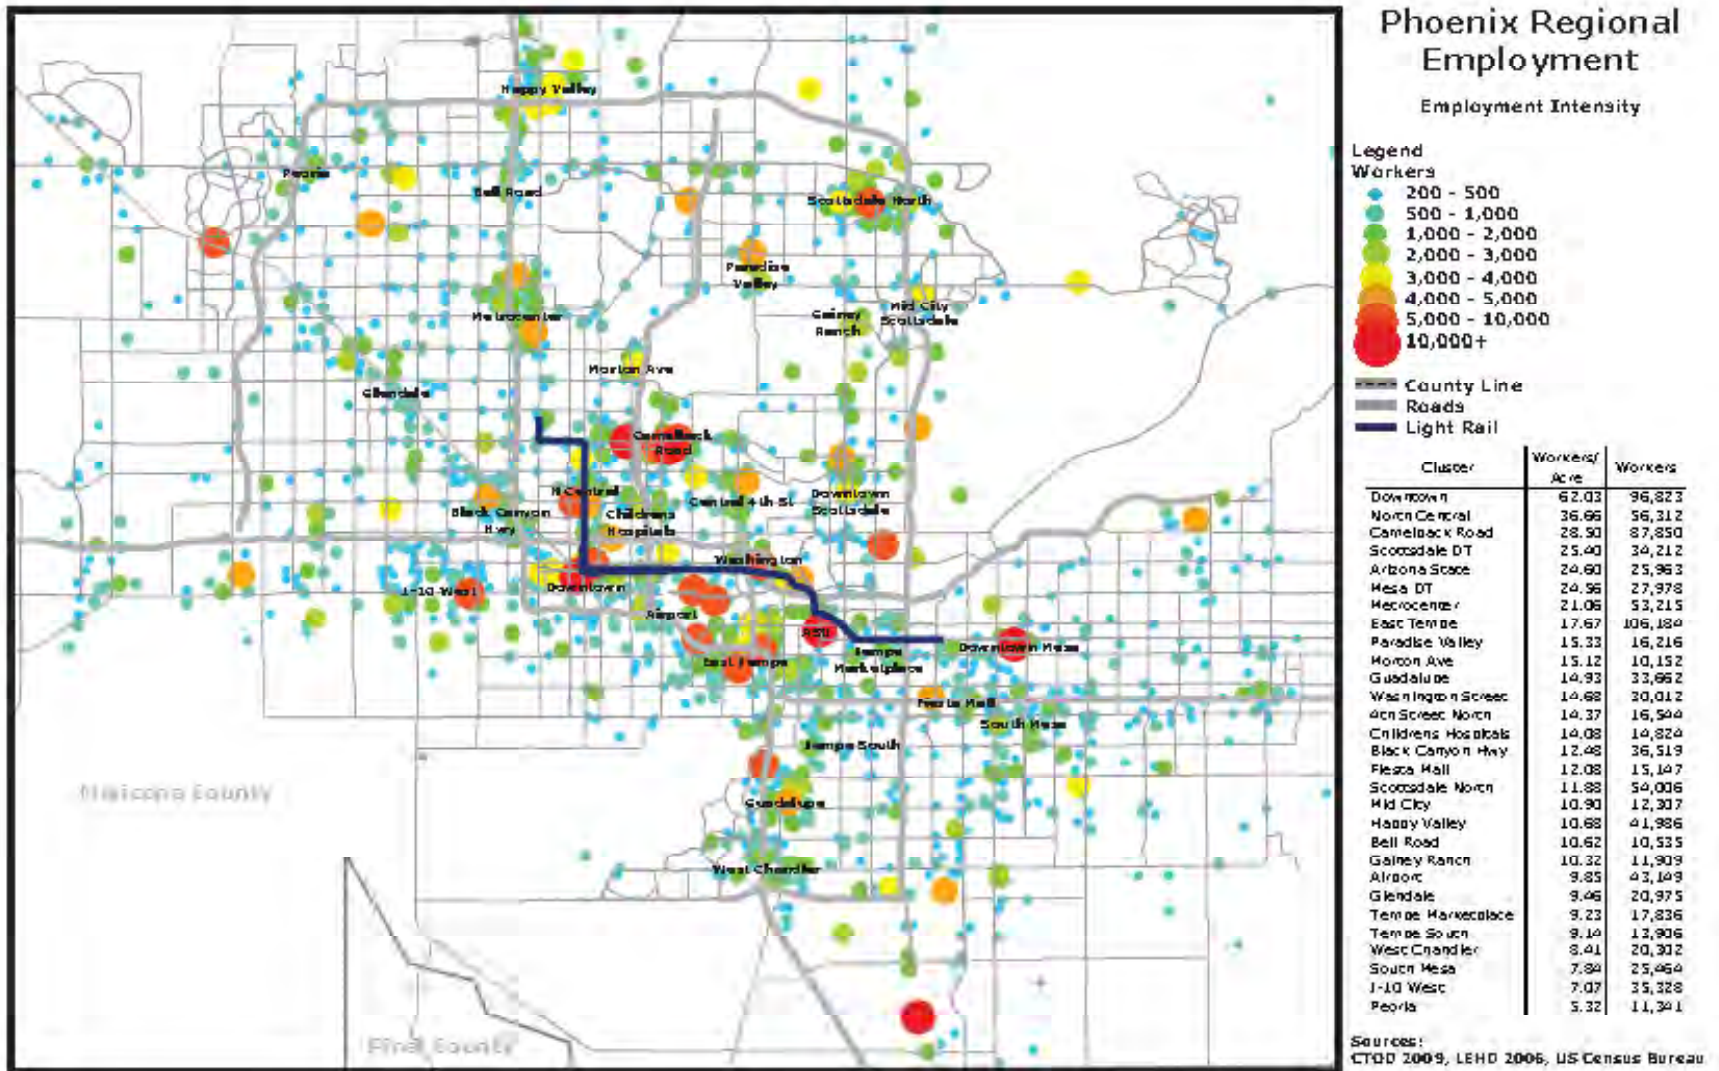 Phoenix Regional
Employment
Employment Intensity
Legend
Workers
200 - 500
500 - 1,000
1,000 - 2,000
2,000 - 3,000
3,000 - 4,000
4,000 - 5,000
5,000 - 10,000
10,000+
County Line
Roads
Light Rail
Cluster Workers/Acre Workers
Downtown 62.03 96,823
North Central 36.66 56,312
Camelback Road 28.50 87,850
Scottsdale DT 25.40 34,212
Arizona State 24.60 25,963
Mesa DT 24.56 27,978
Metrocenter 21.06 53,215
East Tempe 17.67 106,184
Paradise Valley 15.33 16,216
Morton Ave 15.12 10,152
Guadalupe 14.93 33,662
Washington Street 14.68 30,012
4th Street North 14.37 16,544
Childrens Hospitals 14.08 14,824
Black Canyon Hwy 12.48 36,519
Fiesta Mall 12.08 15,147
Scottsdale North 11.88 54,006
Mid City 10.90 12,307
Happy Valley 10.68 41,986
Bell Road 10.62 10,535
Gainey Ranch 10.32 11,909
Airport 9.85 43,149
Glendale 9.46 20,975
Tempe Marketplace 9.23 17,836
Tempe South 9.14 12,906
West Chandler 8.41 20,302
South Mesa 7.84 25,464
I-10 West 7.07 35,328
Peoria 5.32 11,341
Sources:
CTOD 2009, LEHD 2006, US Census Bureau
Happy Valley
Peoria
Bell Road
Scottsdale North
Paradise
Valley
Metrocenter
Gainey
Ranch
Mid City
Scottsdale
Morton Ave
Glendale
Camelback
Road
N Central
Central 4th St
Downtown
Scottsdale
Black Canyon
Hwy
Childrens
Hospitals
Washington
I-10 West
Downtown
Airport
ASU
East Tempe
Tempe
Marketplace
Downtown Mesa
Fiesta Mall
South Mesa
Tempe South
Maricopa County
Guadalupe
West Chandler
Pinal County